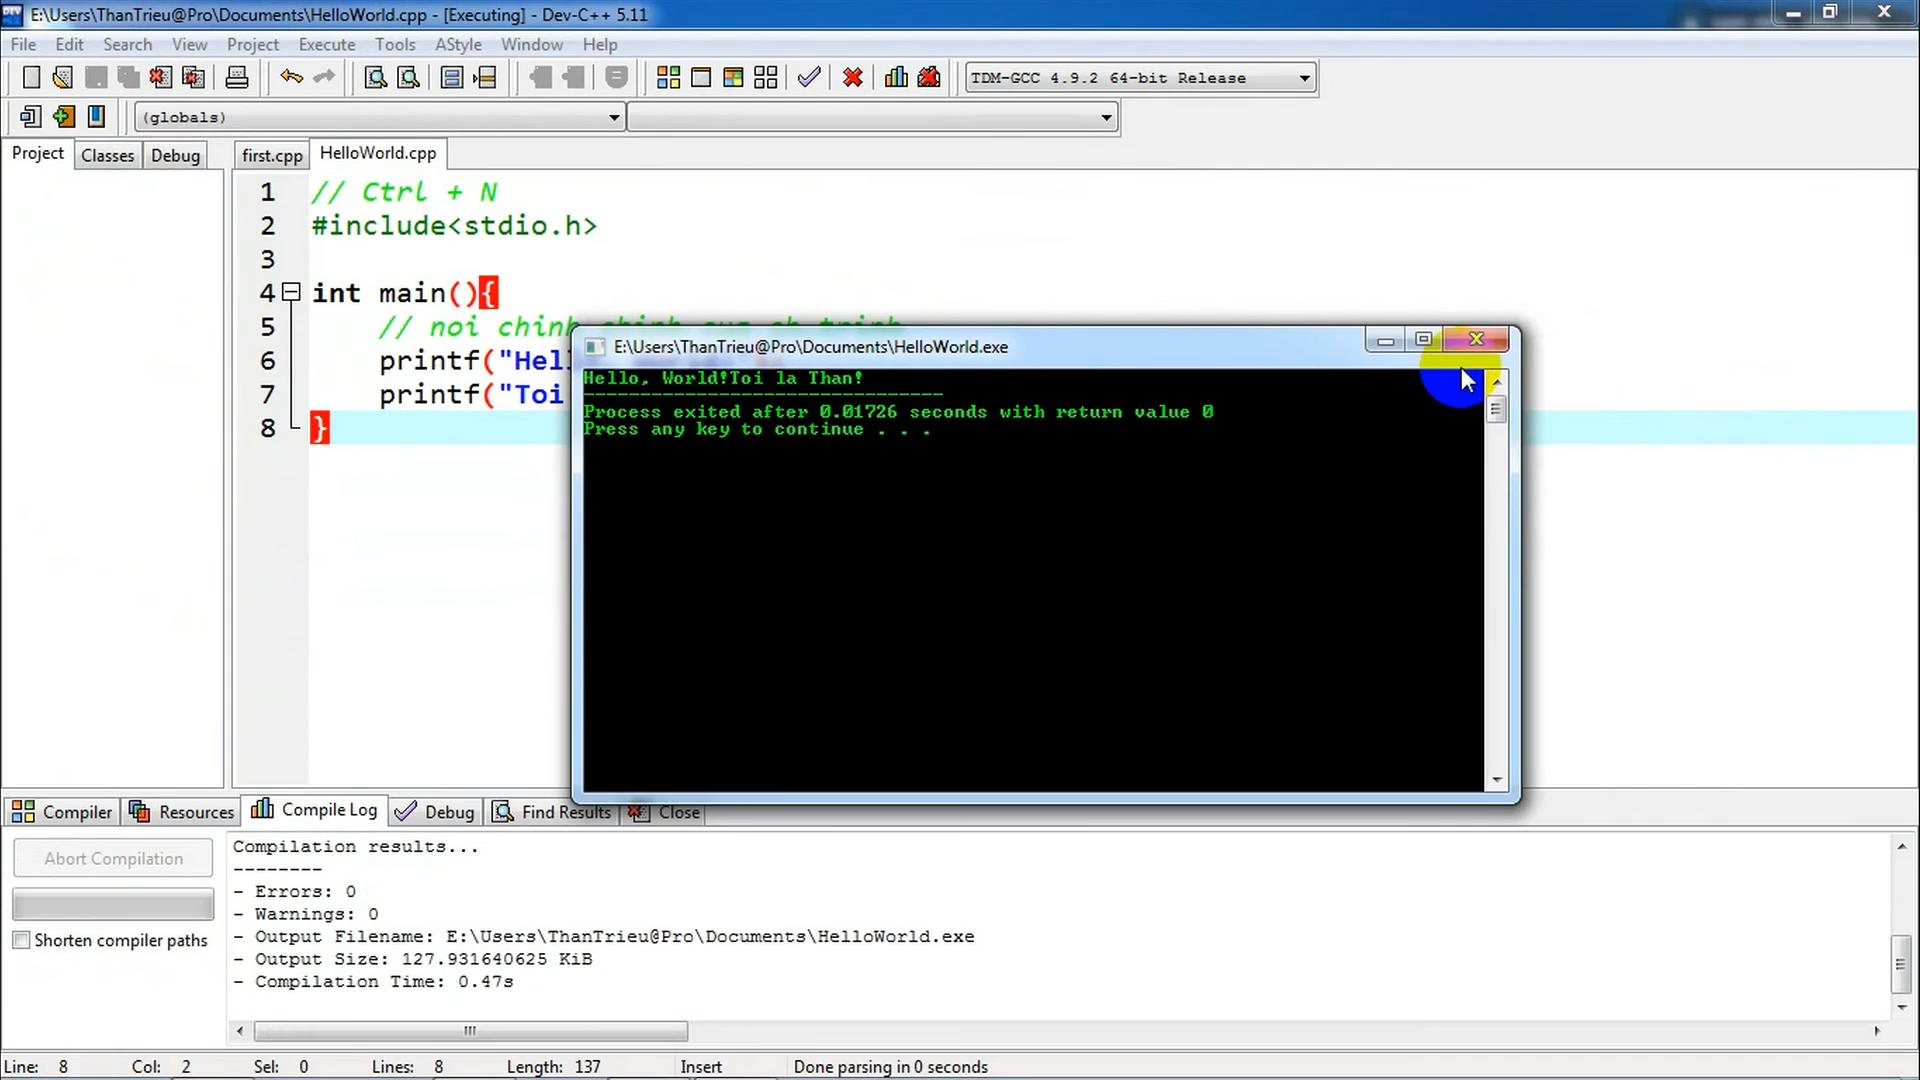 E:\Users\ThanTrieu@Pro\Documents\HelloWorld.cpp - [Executing] - Dev-C++ 5.11
File Edit Search View Project Execute Tools AStyle Window Help
TDM-GCC 4.9.2 64-bit Release
(globals)
Project Classes Debug first.cpp HelloWorld.cpp
1 // Ctrl + N
2 #include<stdio.h>
3
4 int main(){
5 // noi chinh
6 printf("Hel
7 printf("Toi
8 }
E:\Users\ThanTrieu@Pro\Documents\HelloWorld.exe
Hello, World!Toi la Than!
--------------------------------
Process exited after 0.01726 seconds with return value 0
Press any key to continue . . .
Compiler Resources Compile Log Debug Find Results Close
Abort Compilation
Shorten compiler paths
Compilation results...
--------
- Errors: 0
- Warnings: 0
- Output Filename: E:\Users\ThanTrieu@Pro\Documents\HelloWorld.exe
- Output Size: 127.931640625 KiB
- Compilation Time: 0.47s
Line: 8 Col: 2 Sel: 0 Lines: 8 Length: 137 Insert Done parsing in 0 seconds